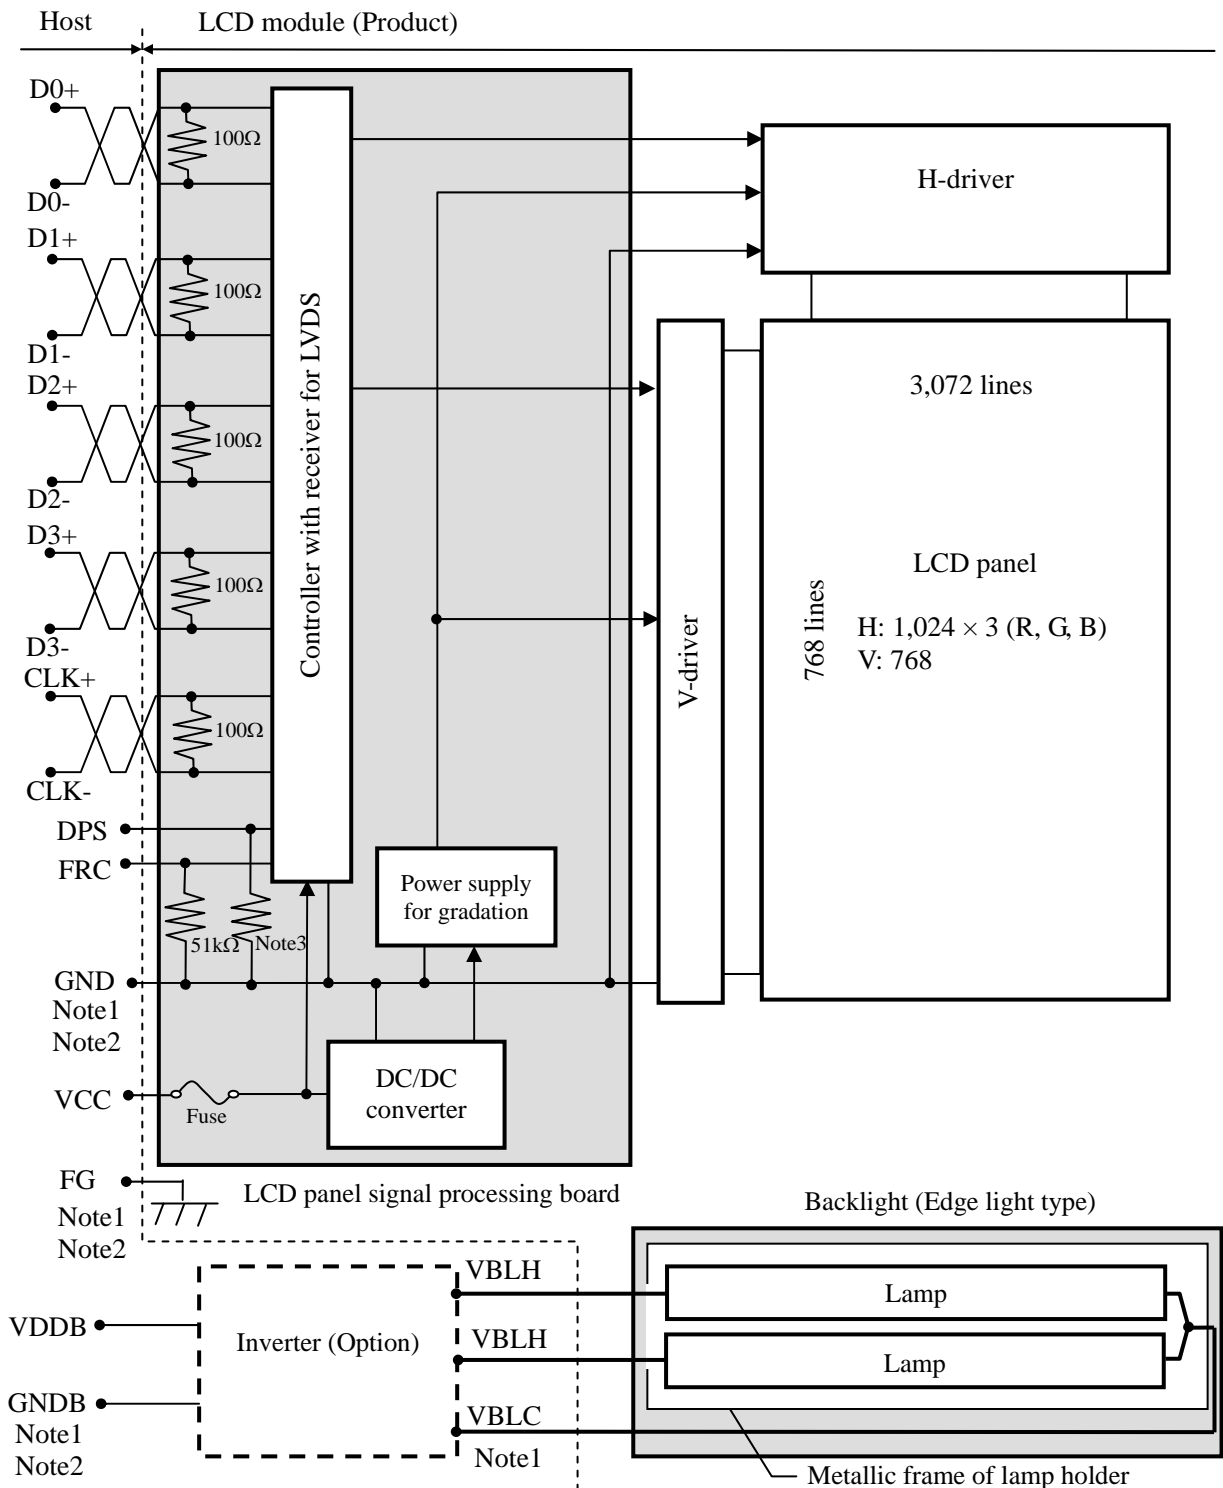 Host
LCD module (Product)
D0+
100Ω
D0-
D1+
100Ω
D1-
D2+
100Ω
D2-
D3+
100Ω
D3-
CLK+
100Ω
CLK-
DPS
FRC
51kΩ
Note3
GND
Note1
Note2
VCC
Fuse
FG
Note1
Note2
Controller with receiver for LVDS
Power supply
for gradation
DC/DC
converter
LCD panel signal processing board
H-driver
V-driver
3,072 lines
768 lines
LCD panel
H: 1,024 × 3 (R, G, B)
V: 768
Backlight (Edge light type)
VDDB
GNDB
Note1
Note2
Inverter (Option)
VBLH
VBLH
VBLC
Note1
Lamp
Lamp
Metallic frame of lamp holder